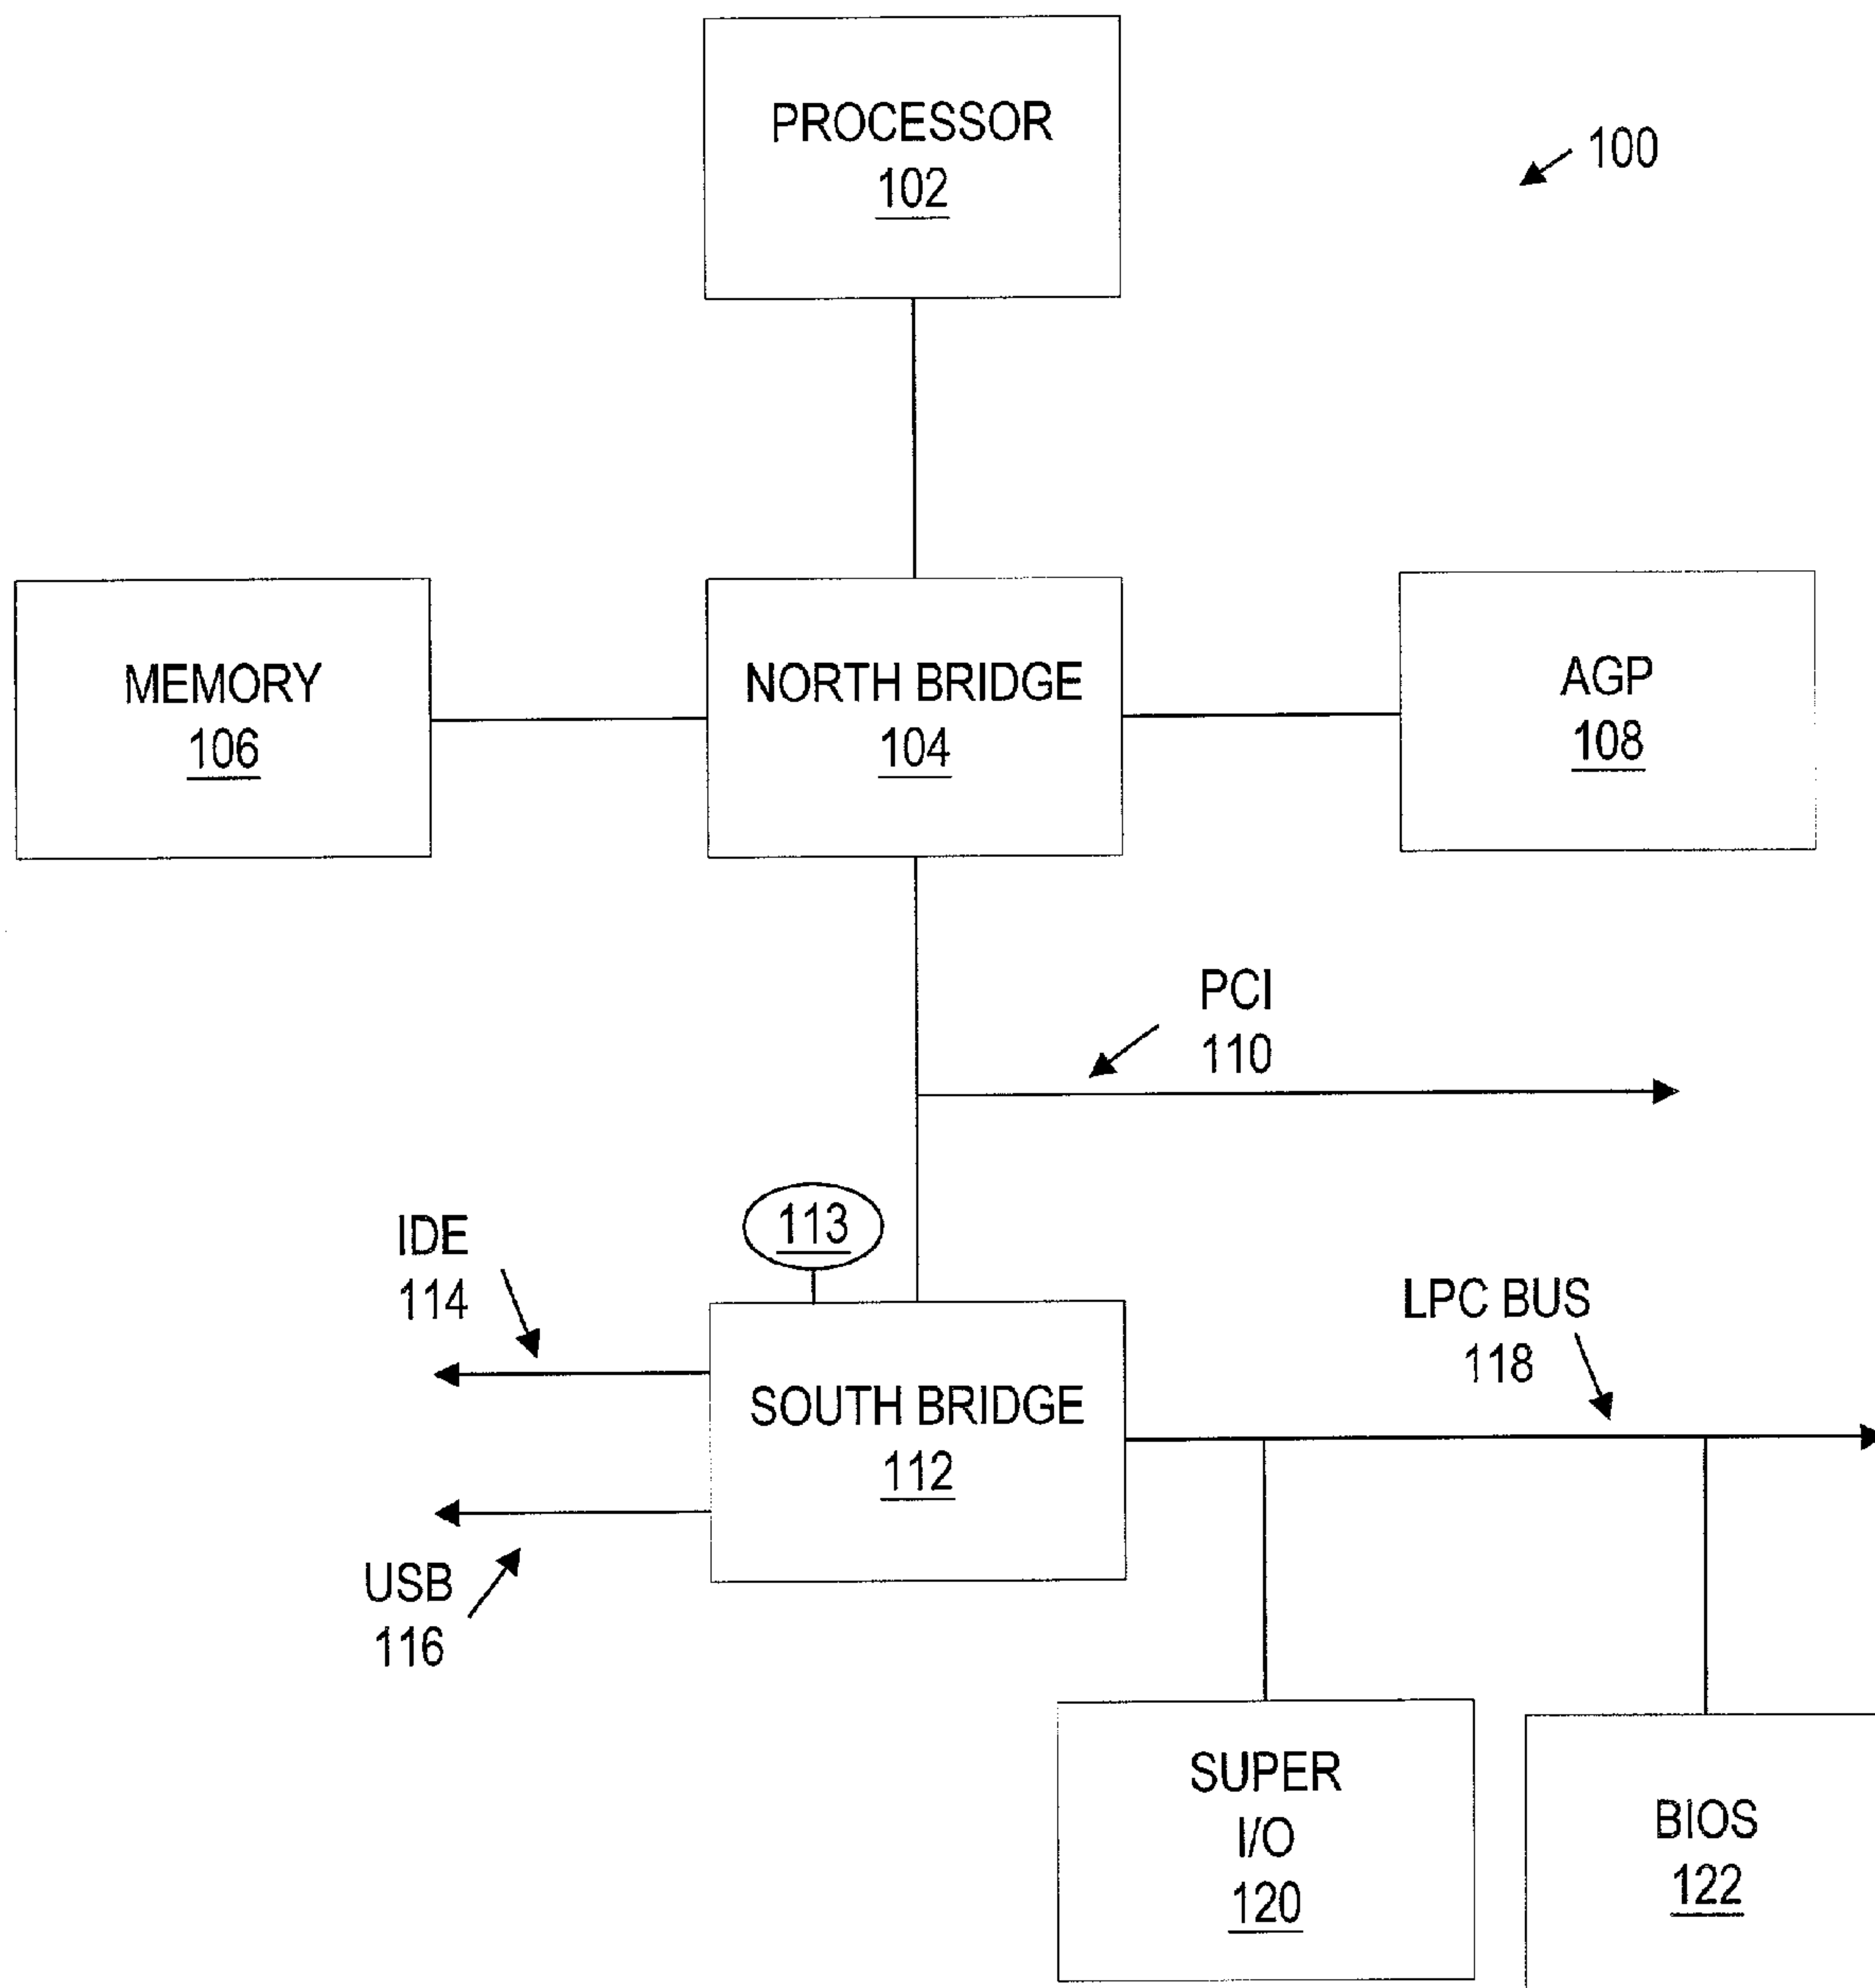 PROCESSOR
102
100
MEMORY
106
NORTH BRIDGE
104
AGP
108
PCI
110
113
IDE
114
LPC BUS
118
SOUTH BRIDGE
112
USB
116
SUPER
I/O
120
BIOS
122